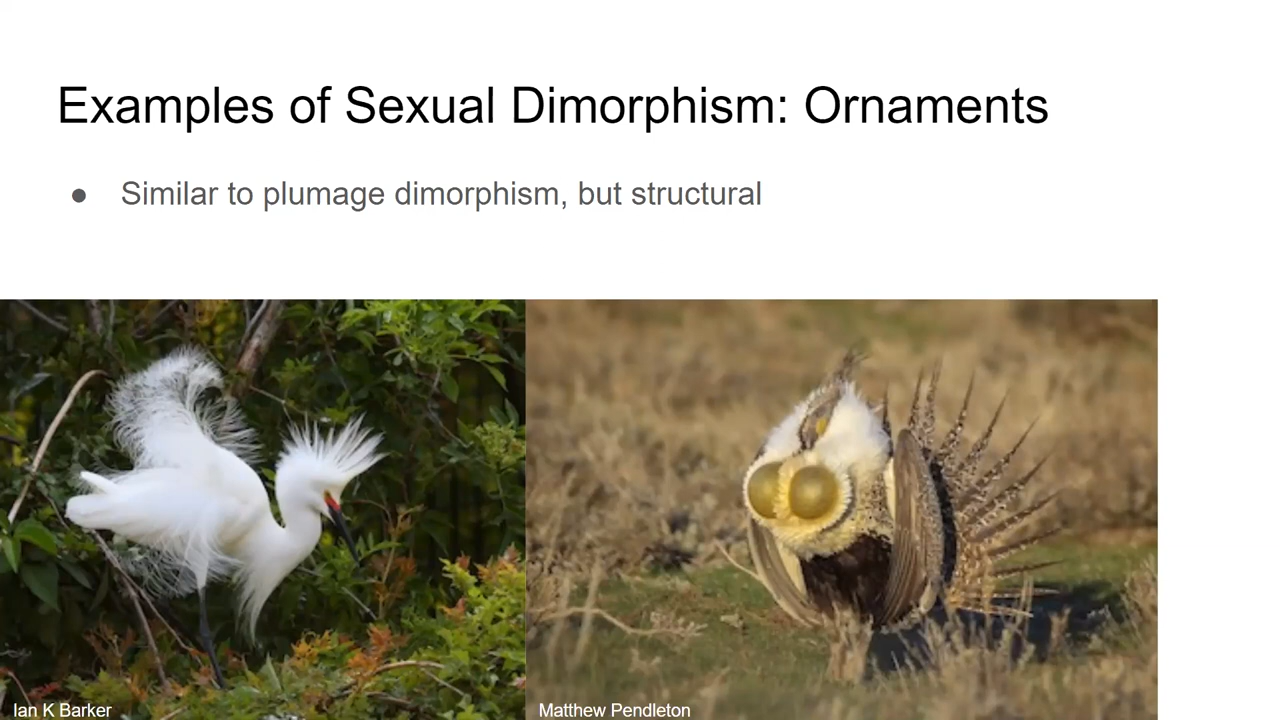 Examples of Sexual Dimorphism: Ornaments
● Similar to plumage dimorphism, but structural
Ian K Barker
Matthew Pendleton